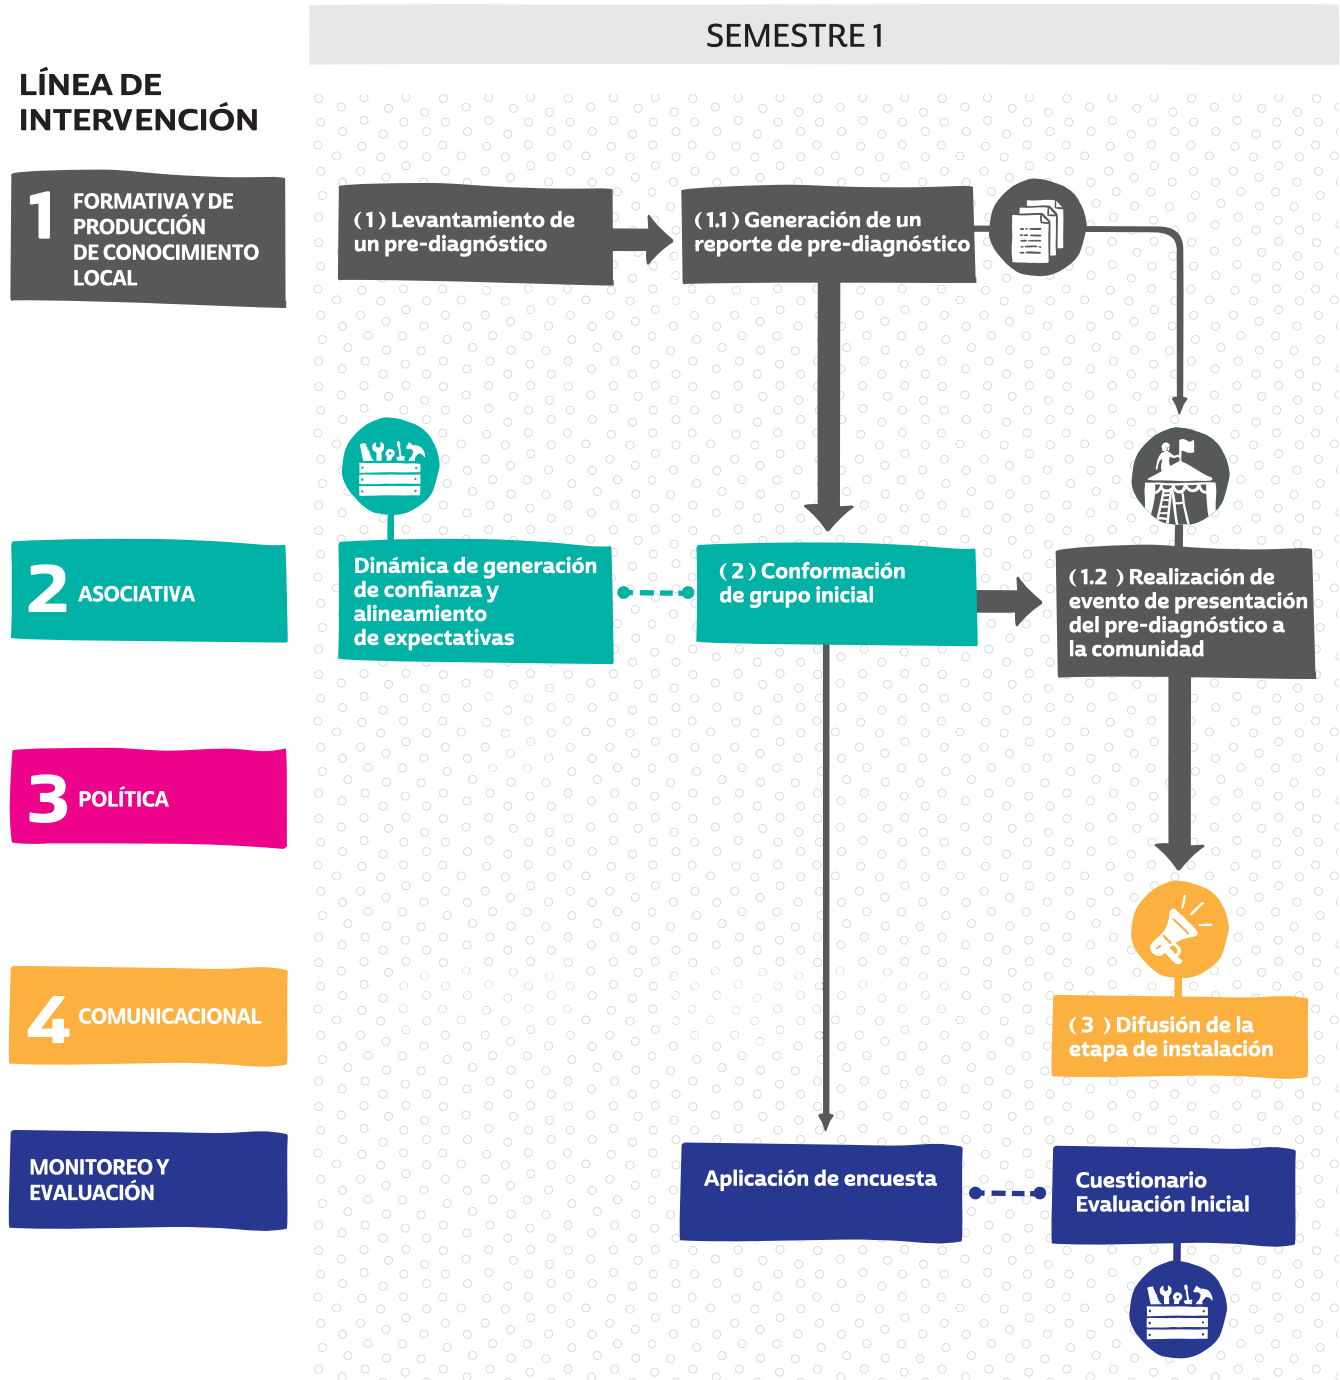 SEMESTRE 1
LÍNEA DE
INTERVENCIÓN
1
FORMATIVA Y DE
PRODUCCIÓN
DE CONOCIMIENTO
LOCAL
( 1 ) Levantamiento de
un pre-diagnóstico
( 1.1 ) Generación de un
reporte de pre-diagnóstico
2 ASOCIATIVA
Dinámica de generación
de confianza y
alineamiento
de expectativas
( 2 ) Conformación
de grupo inicial
( 1.2 ) Realización de
evento de presentación
del pre-diagnóstico a
la comunidad
3 POLÍTICA
4 COMUNICACIONAL
( 3 ) Difusión de la
etapa de instalación
MONITOREO Y
EVALUACIÓN
Aplicación de encuesta
Cuestionario
Evaluación Inicial